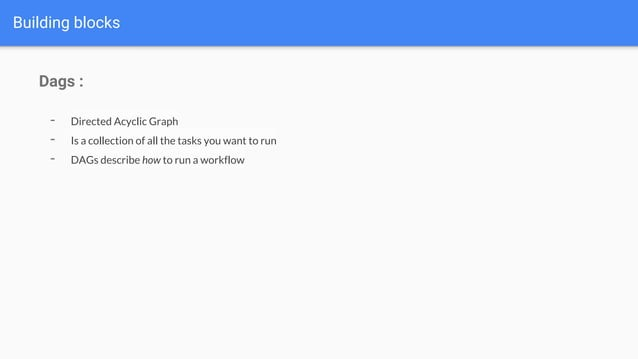 Building blocks
Dags :
- Directed Acyclic Graph
- Is a collection of all the tasks you want to run
- DAGs describe how to run a workflow